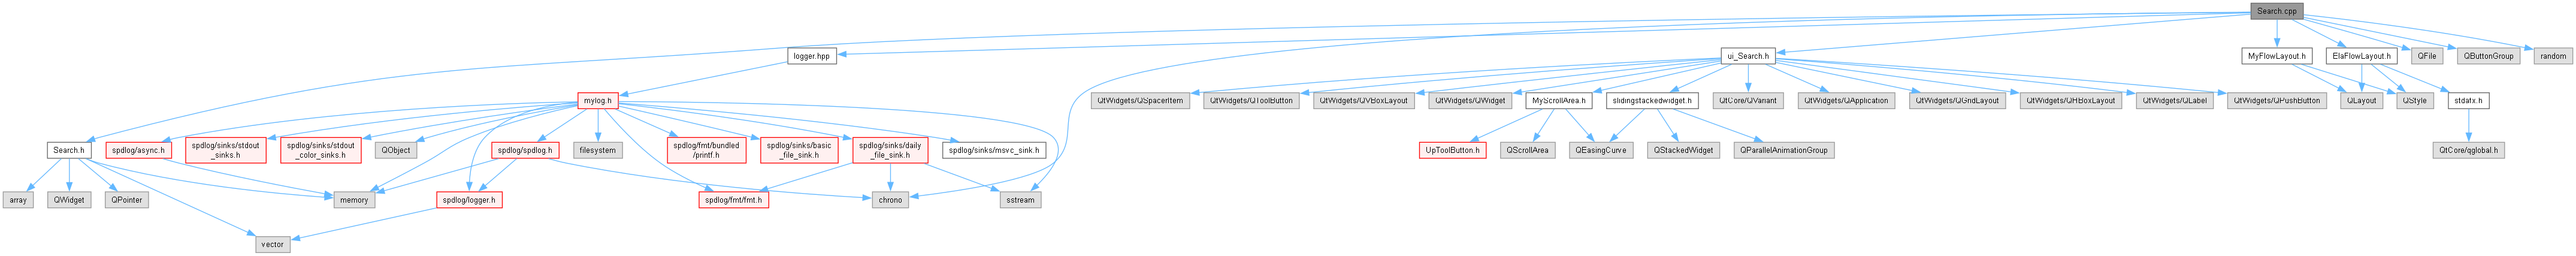 Search.cpp
logger.hpp
ui_Search.h
MyFlowLayout.h
ElaFlowLayout.h
QFile
QButtonGroup
random
mylog.h
QtWidgets/QSpacerItem
QtWidgets/QToolButton
QtWidgets/QVBoxLayout
QtWidgets/QWidget
MyScrollArea.h
slidingstackedwidget.h
QtCore/QVariant
QtWidgets/QApplication
QtWidgets/QGridLayout
QtWidgets/QHBoxLayout
QtWidgets/QLabel
QtWidgets/QPushButton
QLayout
QStyle
stdafx.h
Search.h
spdlog/async.h
spdlog/sinks/stdout
_sinks.h
spdlog/sinks/stdout
_color_sinks.h
QObject
spdlog/spdlog.h
filesystem
spdlog/fmt/bundled
/printf.h
spdlog/sinks/basic
_file_sink.h
spdlog/sinks/daily
_file_sink.h
spdlog/sinks/msvc_sink.h
UpToolButton.h
QScrollArea
QEasingCurve
QStackedWidget
QParallelAnimationGroup
QtCore/qglobal.h
array
QWidget
QPointer
memory
spdlog/logger.h
spdlog/fmt/fmt.h
chrono
sstream
vector